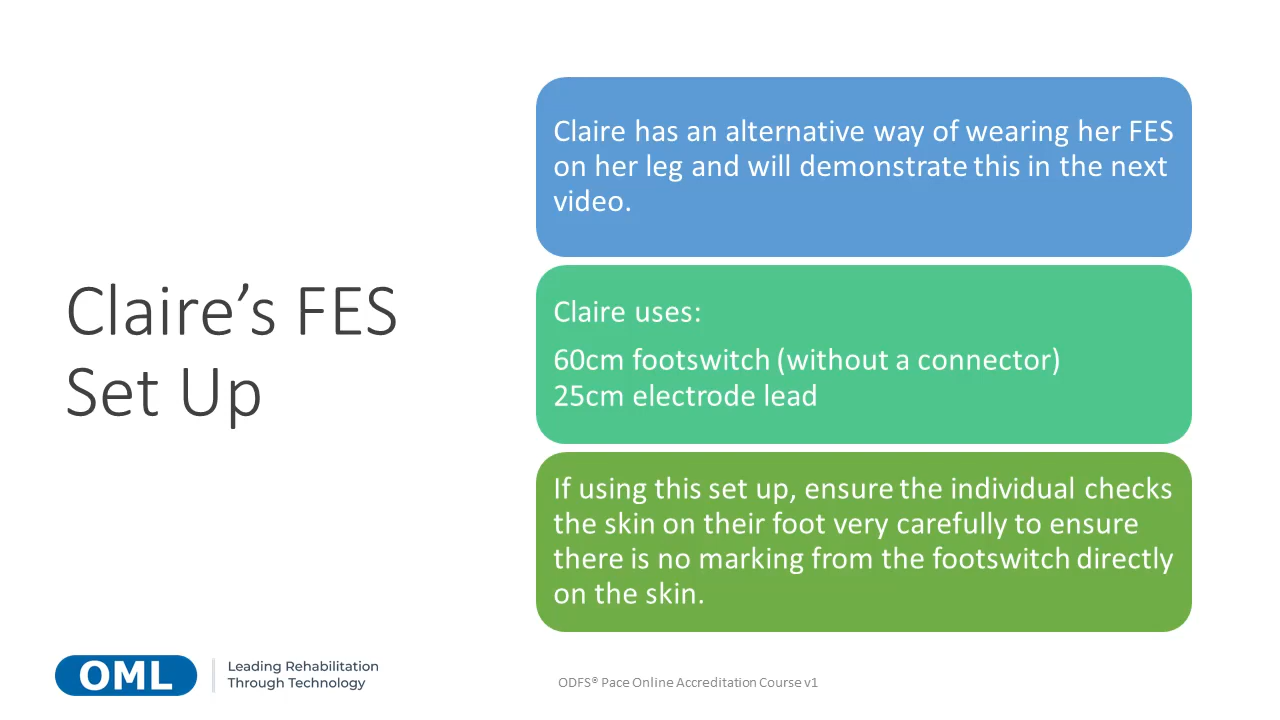 Claire’s FES
Set Up
Claire has an alternative way of wearing her FES
on her leg and will demonstrate this in the next
video.
Claire uses:
60cm footswitch (without a connector)
25cm electrode lead
If using this set up, ensure the individual checks
the skin on their foot very carefully to ensure
there is no marking from the footswitch directly
on the skin.
OML
Leading Rehabilitation
Through Technology
ODFS® Pace Online Accreditation Course v1